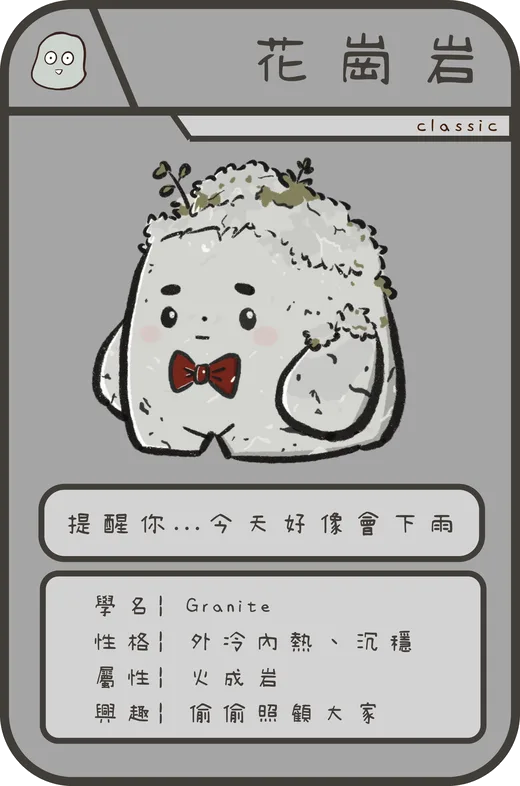 花崗岩
classic
提醒你...今天好像會下雨
學名| Granite
性格| 外冷內熱、沉穩
屬性| 火成岩
興趣| 偷偷照顧大家